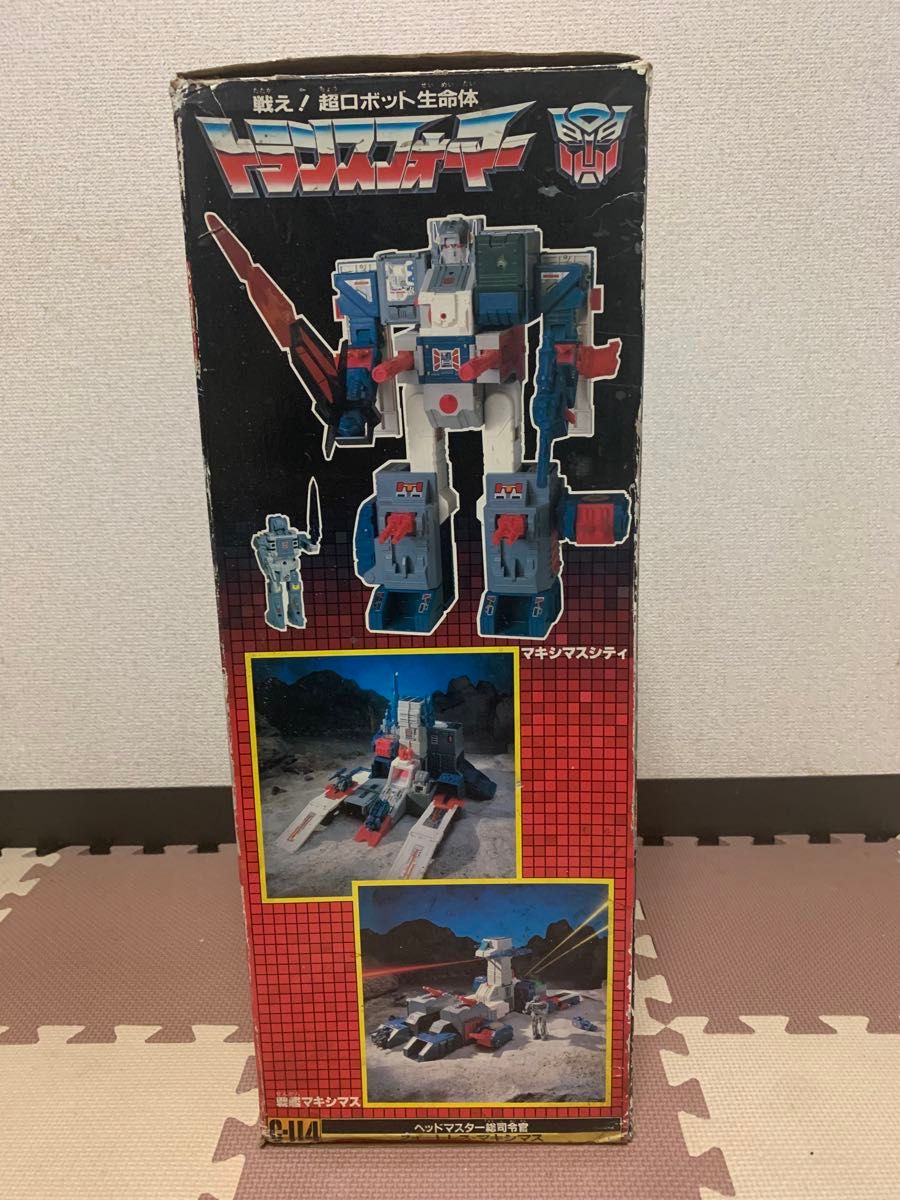 戦え!超ロボット生命体
トランスフォーマー
マキシマスシティ
戦艦マキシマス
C-114
ヘッドマスター総司令官
フォートレス・マキシマス